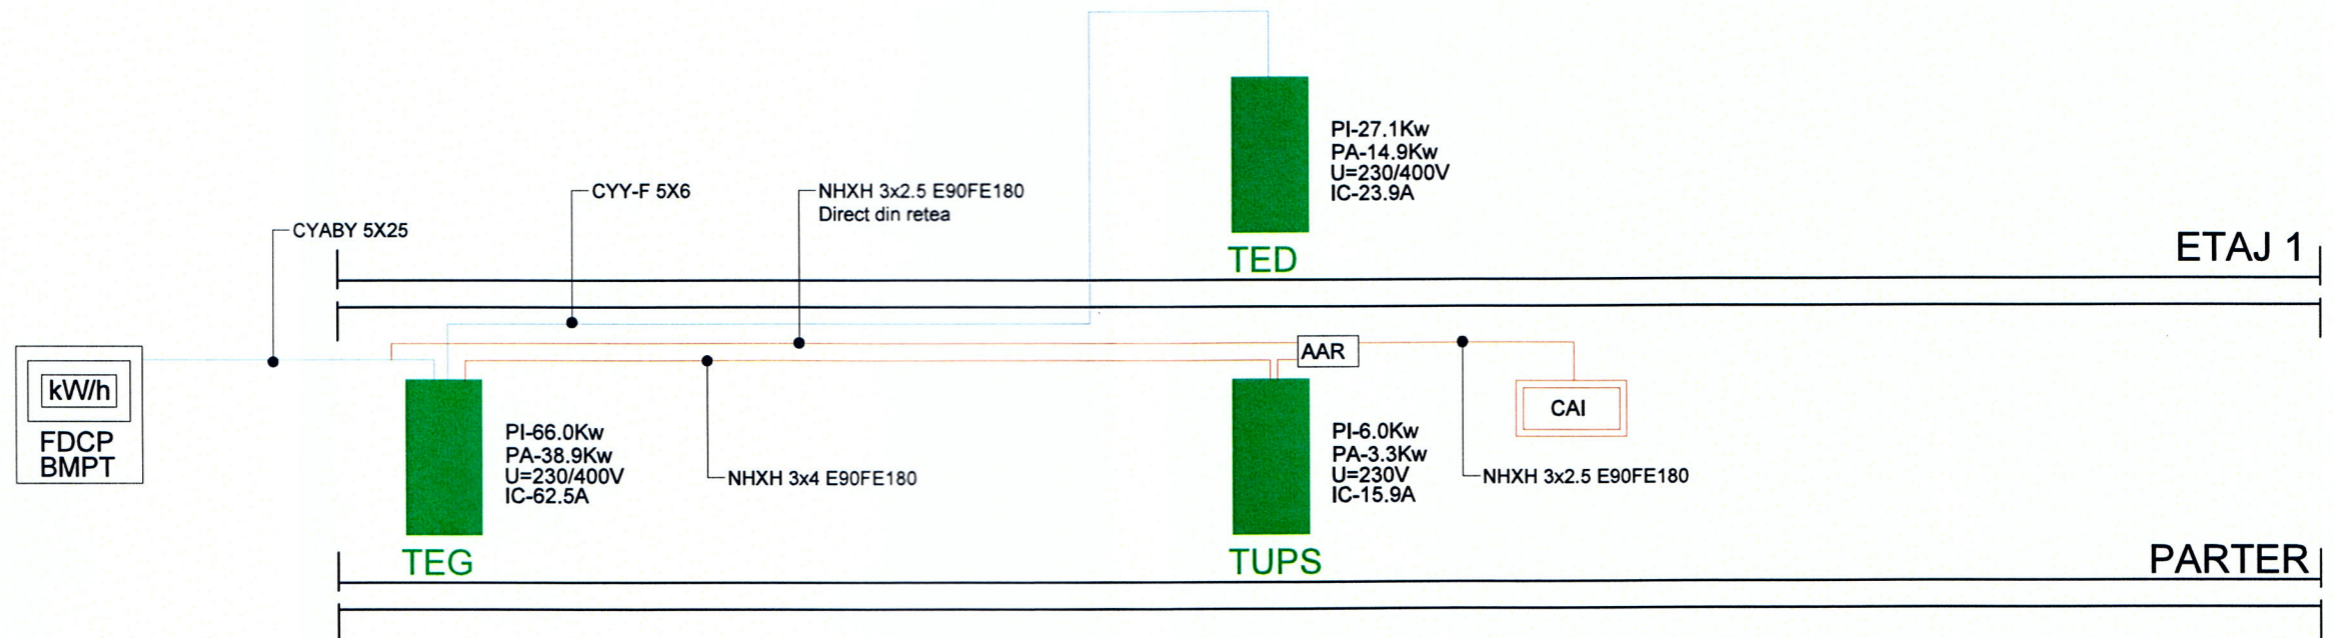 PI-27.1Kw
PA-14.9Kw
U=230/400V
IC-23.9A
TED
CYY-F 5X6
NHXH 3x2.5 E90FE180
Direct din retea
CYABY 5X25
ETAJ 1
kW/h
FDCP
BMPT
AAR
CAI
PI-66.0Kw
PA-38.9Kw
U=230/400V
IC-62.5A
TEG
NHXH 3x4 E90FE180
PI-6.0Kw
PA-3.3Kw
U=230V
IC-15.9A
TUPS
NHXH 3x2.5 E90FE180
PARTER